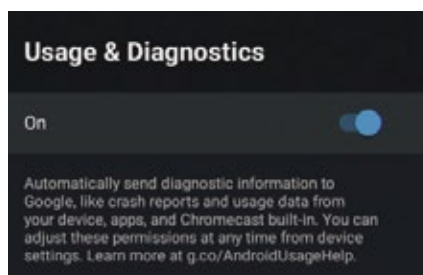 Usage & Diagnostics
On
Automatically send diagnostic information to
Google, like crash reports and usage data from
your device, apps, and Chromecast built-in. You can
adjust these permissions at any time from device
settings. Learn more at g.co/AndroidUsageHelp.